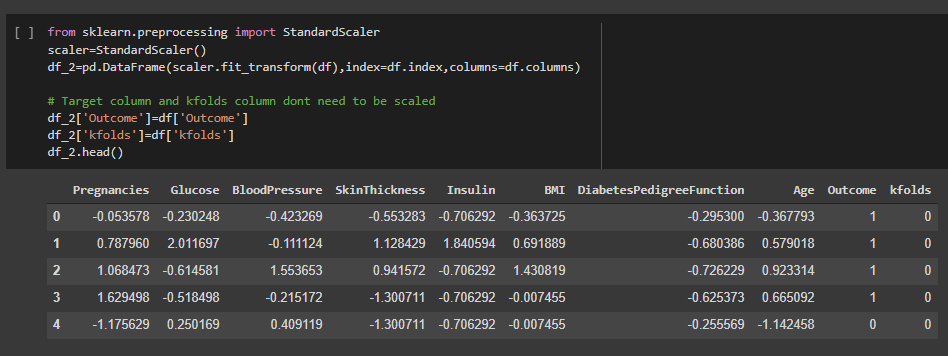 [ ] from sklearn.preprocessing import StandardScaler
scaler=StandardScaler()
df_2=pd.DataFrame(scaler.fit_transform(df),index=df.index,columns=df.columns)
# Target column and kfolds column dont need to be scaled
df_2['Outcome']=df['Outcome']
df_2['kfolds']=df['kfolds']
df_2.head()
Pregnancies Glucose BloodPressure SkinThickness Insulin BMI DiabetesPedigreeFunction Age Outcome kfolds
0 -0.053578 -0.230248 -0.423269 -0.553283 -0.706292 -0.363725 -0.295300 -0.367793 1 0
1 0.787960 2.011697 -0.111124 1.128429 1.840594 0.691889 -0.680386 0.579018 1 0
2 1.068473 -0.614581 1.553653 0.941572 -0.706292 1.430819 -0.726229 0.923314 1 0
3 1.629498 -0.518498 -0.215172 -1.300711 -0.706292 -0.007455 -0.625373 0.665092 1 0
4 -1.175629 0.250169 0.409119 -1.300711 -0.706292 -0.007455 -0.255569 -1.142458 0 0